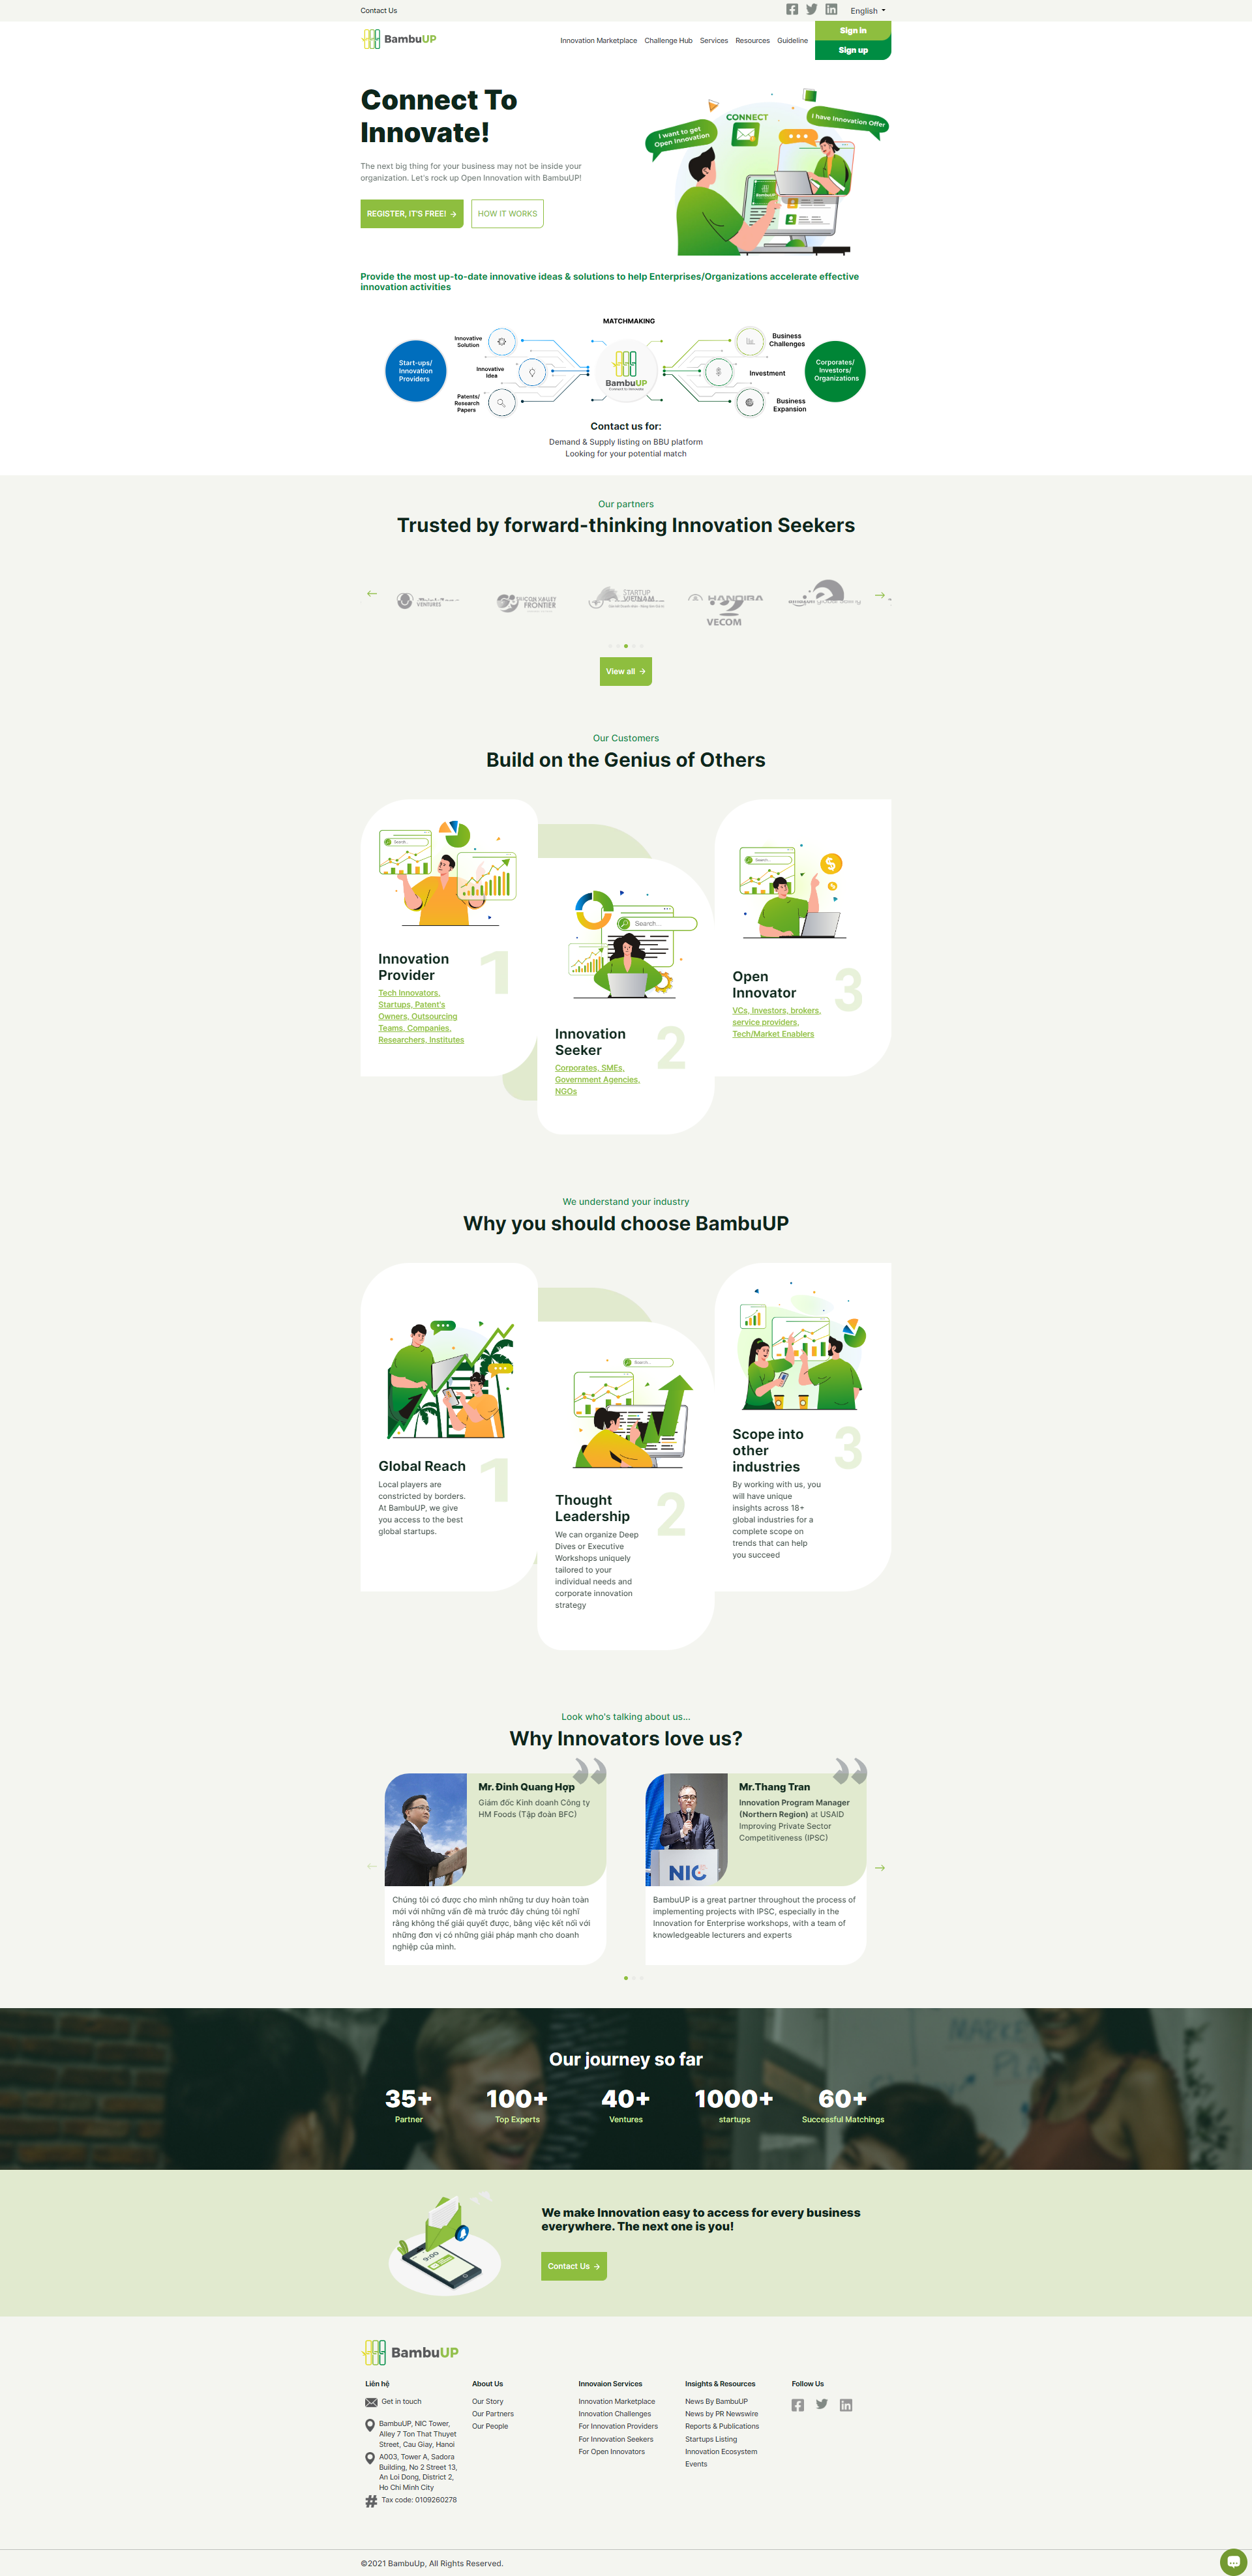 Contact Us
English
BambuUP
Innovation Marketplace
Challenge Hub
Services
Resources
Guideline
Sign in
Sign up
Connect To
Innovate!
The next big thing for your business may not be inside your
organization. Let's rock up Open Innovation with BambuUP!
REGISTER, IT'S FREE!
HOW IT WORKS
CONNECT
I want to get
Open Innovation
I have Innovation Offer
Provide the most up-to-date innovative ideas & solutions to help Enterprises/Organizations accelerate effective
innovation activities
MATCHMAKING
Start-ups/
Innovation
Providers
Innovative
Solution
Innovative
Idea
Patents/
Research
Papers
BambuUP
Connect to Innovate
Business
Challenges
Investment
Business
Expansion
Corporates/
Investors/
Organizations
Contact us for:
Demand & Supply listing on BBU platform
Looking for your potential match
Our partners
Trusted by forward-thinking Innovation Seekers
VENTURES
FRONTIER
STARTUP
VIETNAM
HANOIBA
VECOM
View all
Our Customers
Build on the Genius of Others
Search...
Innovation
Provider
1
Tech Innovators,
Startups, Patent's
Owners, Outsourcing
Teams, Companies,
Researchers, Institutes
Search...
Innovation
Seeker
2
Corporates, SMEs,
Government Agencies,
NGOs
Search...
Open
Innovator
3
VCs, Investors, brokers,
service providers,
Tech/Market Enablers
We understand your industry
Why you should choose BambuUP
Global Reach
1
Local players are
constricted by borders.
At BambuUP, we give
you access to the best
global startups.
Search...
Thought
Leadership
2
We can organize Deep
Dives or Executive
Workshops uniquely
tailored to your
individual needs and
corporate innovation
strategy
Scope into
other
industries
3
By working with us, you
will have unique
insights across 18+
global industries for a
complete scope on
trends that can help
you succeed
Look who's talking about us...
Why Innovators love us?
Mr. Đinh Quang Hợp
Giám đốc Kinh doanh Công ty
HM Foods (Tập đoàn BFC)
Chúng tôi có được cho mình những tư duy hoàn toàn
mới với những vấn đề mà trước đây chúng tôi nghĩ
rằng không thể giải quyết được, bằng việc kết nối với
những đơn vị có những giải pháp mạnh cho doanh
nghiệp của mình.
Mr.Thang Tran
Innovation Program Manager
(Northern Region) at USAID
Improving Private Sector
Competitiveness (IPSC)
NIC
BambuUP is a great partner throughout the process of
implementing projects with IPSC, especially in the
Innovation for Enterprise workshops, with a team of
knowledgeable lecturers and experts
Our journey so far
35+
Partner
100+
Top Experts
40+
Ventures
1000+
startups
60+
Successful Matchings
9:00
We make Innovation easy to access for every business
everywhere. The next one is you!
Contact Us
BambuUP
Liên hệ
Get in touch
BambuUP, NIC Tower,
Alley 7 Ton That Thuyet
Street, Cau Giay, Hanoi
A003, Tower A, Sadora
Building, No 2 Street 13,
An Loi Dong, District 2,
Ho Chi Minh City
Tax code: 0109260278
About Us
Our Story
Our Partners
Our People
Innovaion Services
Innovation Marketplace
Innovation Challenges
For Innovation Providers
For Innovation Seekers
For Open Innovators
Insights & Resources
News By BambuUP
News by PR Newswire
Reports & Publications
Startups Listing
Innovation Ecosystem
Events
Follow Us
©2021 BambuUp, All Rights Reserved.